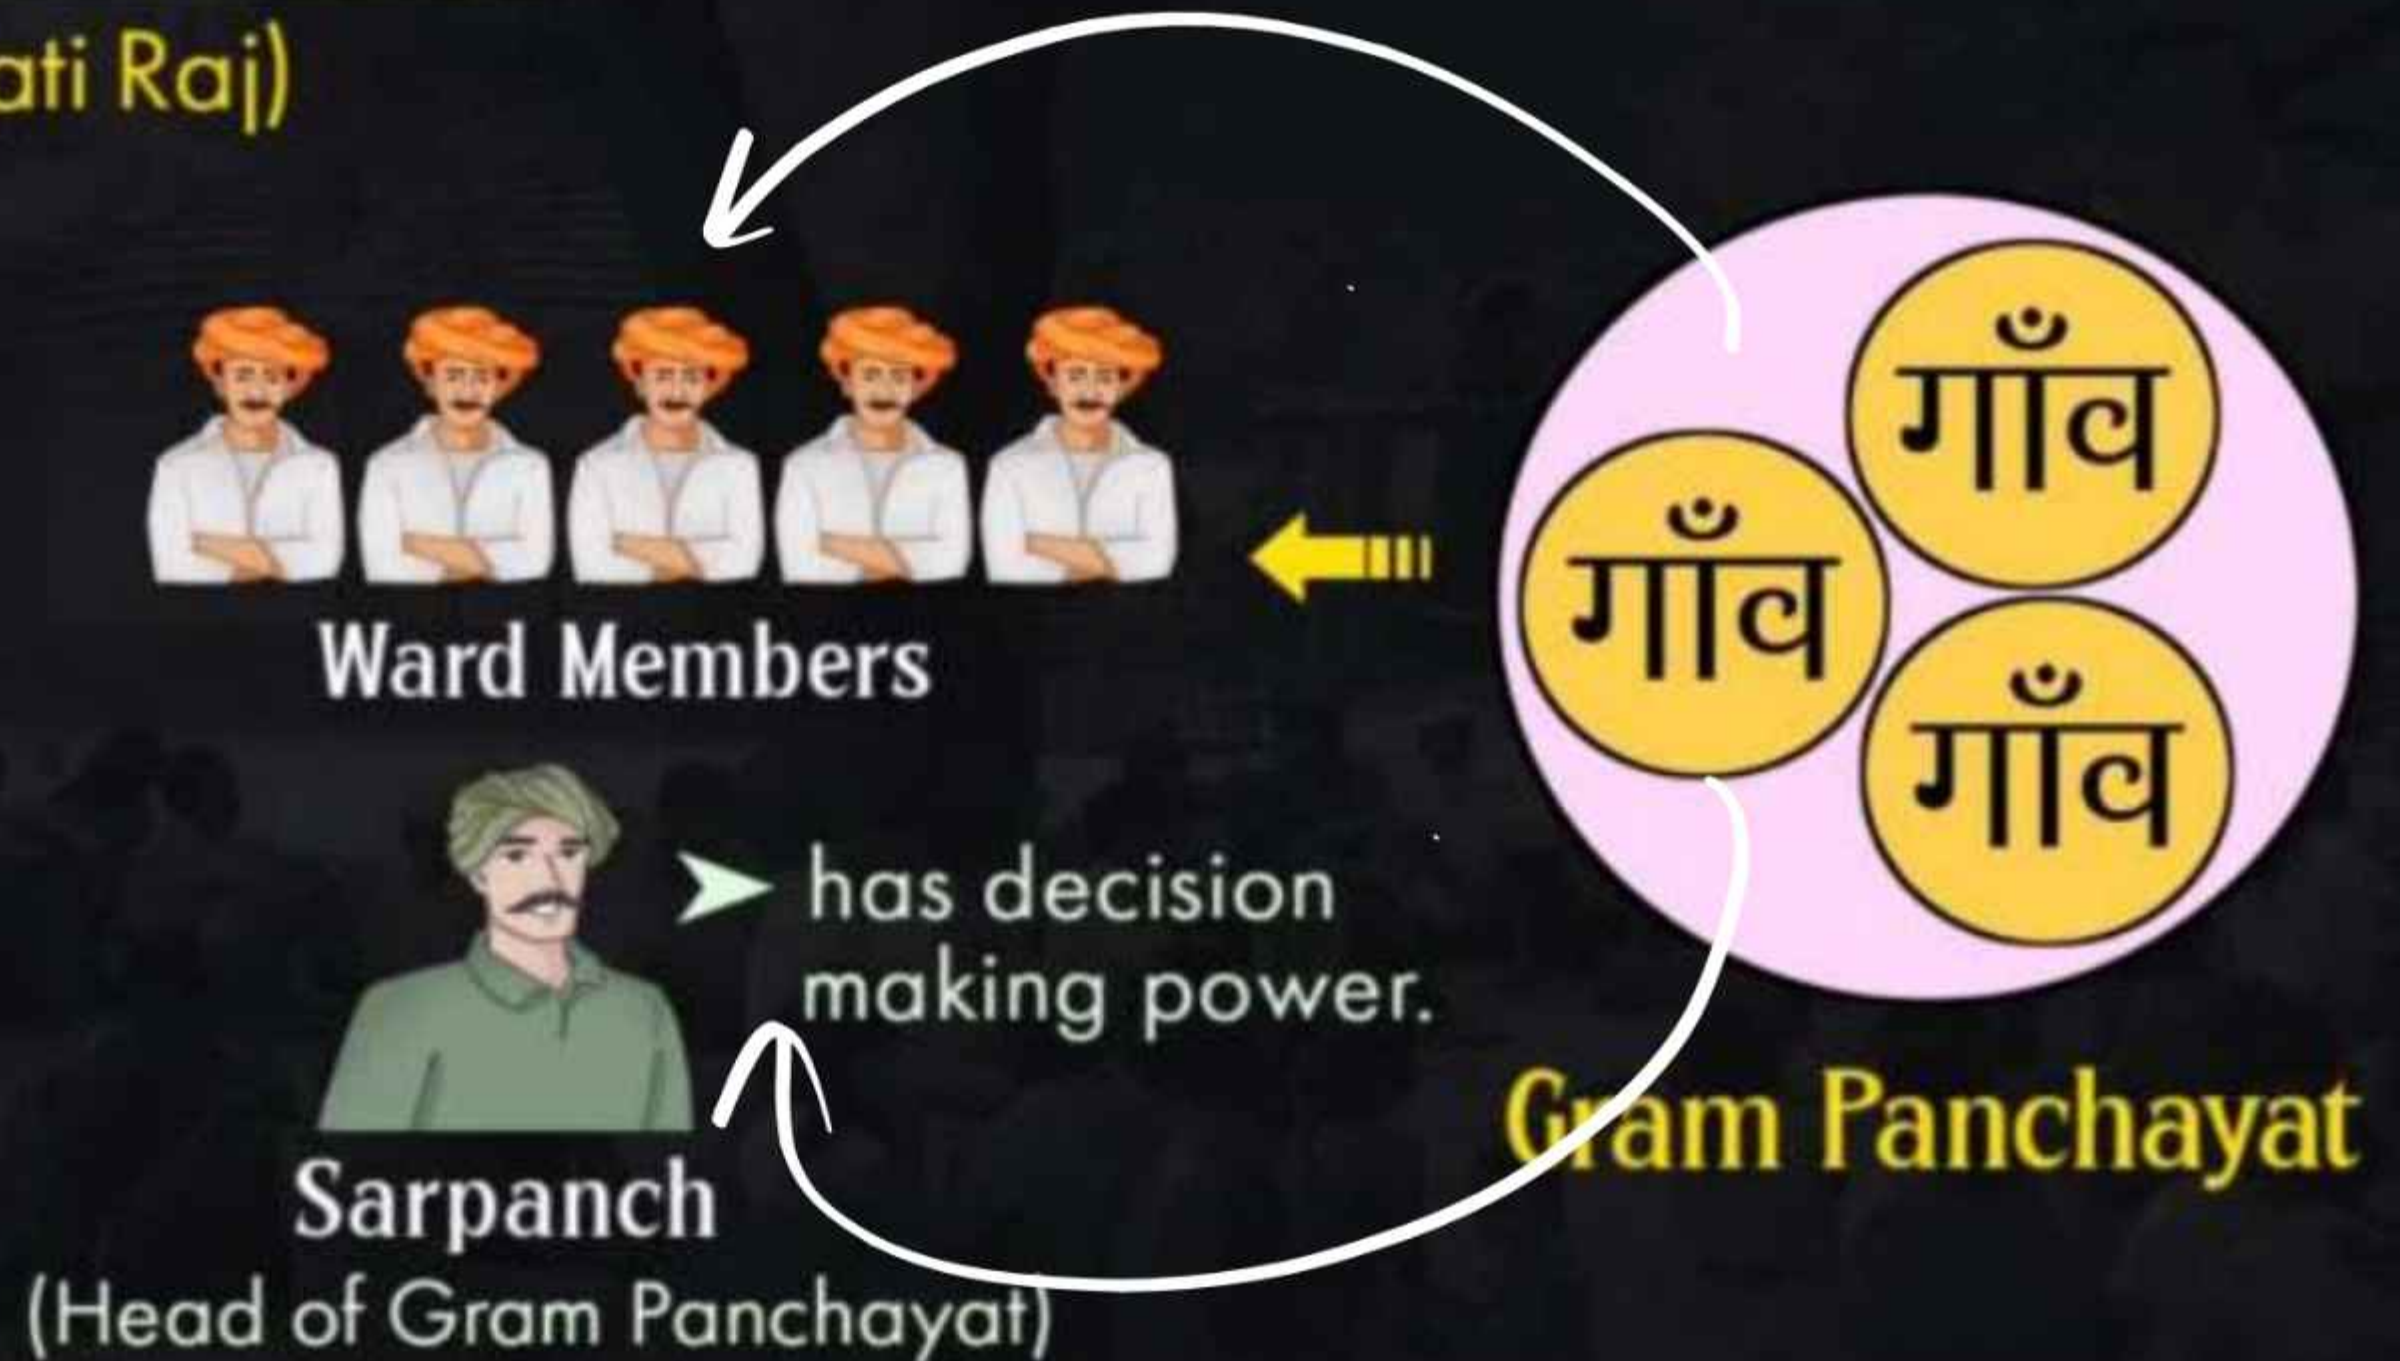 ati Raj)
गाँव
गाँव
गाँव
Ward Members
has decision
making power.
Gram Panchayat
Sarpanch
(Head of Gram Panchayat)